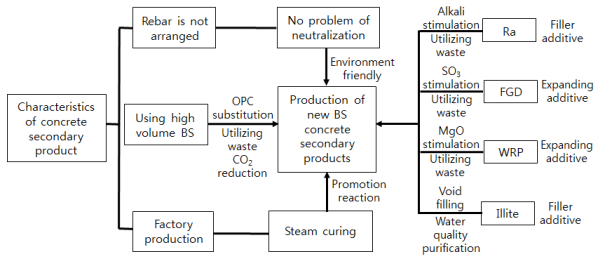 Characteristics
of concrete
secondary
product
Rebar is not
arranged
No problem of
neutralization
Environment
friendly
Using high
volume BS
OPC
substitution
Utilizing
waste
CO₂
reduction
Production of
new BS
concrete
secondary
products
Promotion
reaction
Factory
production
Steam curing
Alkali
stimulation
Utilizing
waste
Ra
Filler
additive
SO₃
stimulation
Utilizing
waste
FGD
Expanding
additive
MgO
stimulation
Utilizing
waste
WRP
Expanding
additive
Void
filling
Water
quality
purification
Illite
Filler
additive